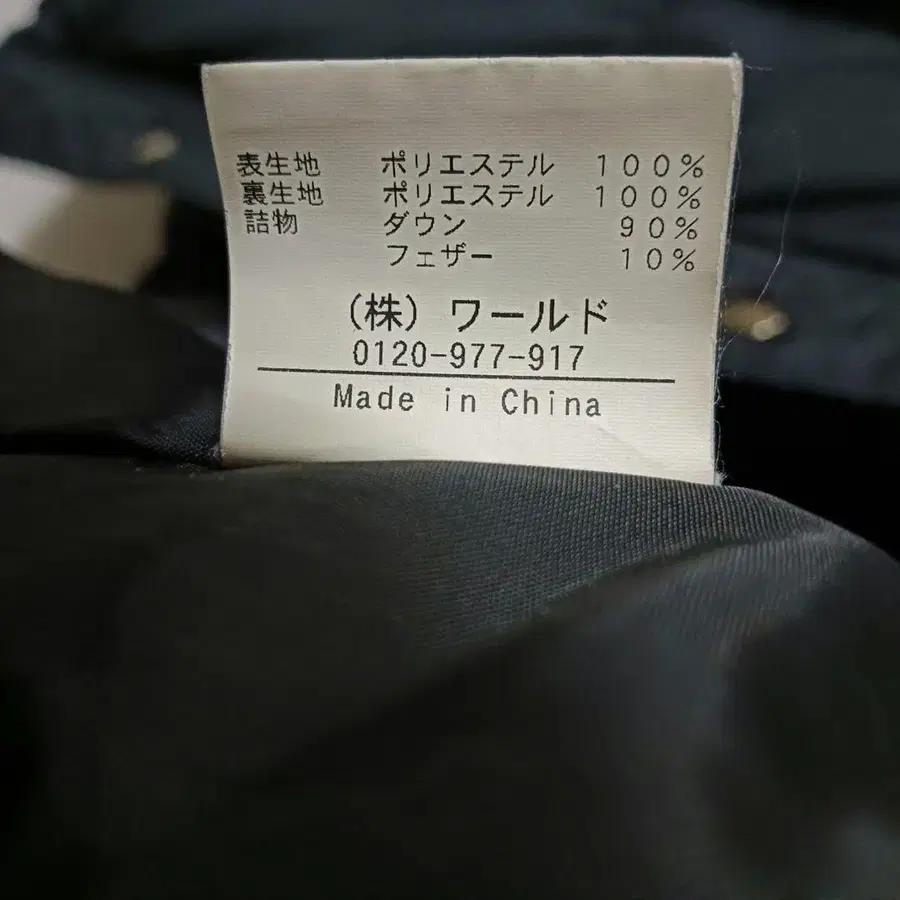 表生地 ポリエステル 100%
裏生地 ポリエステル 100%
詰物 ダウン 90%
フェザー 10%
(株) ワールド
0120-977-917
Made in China